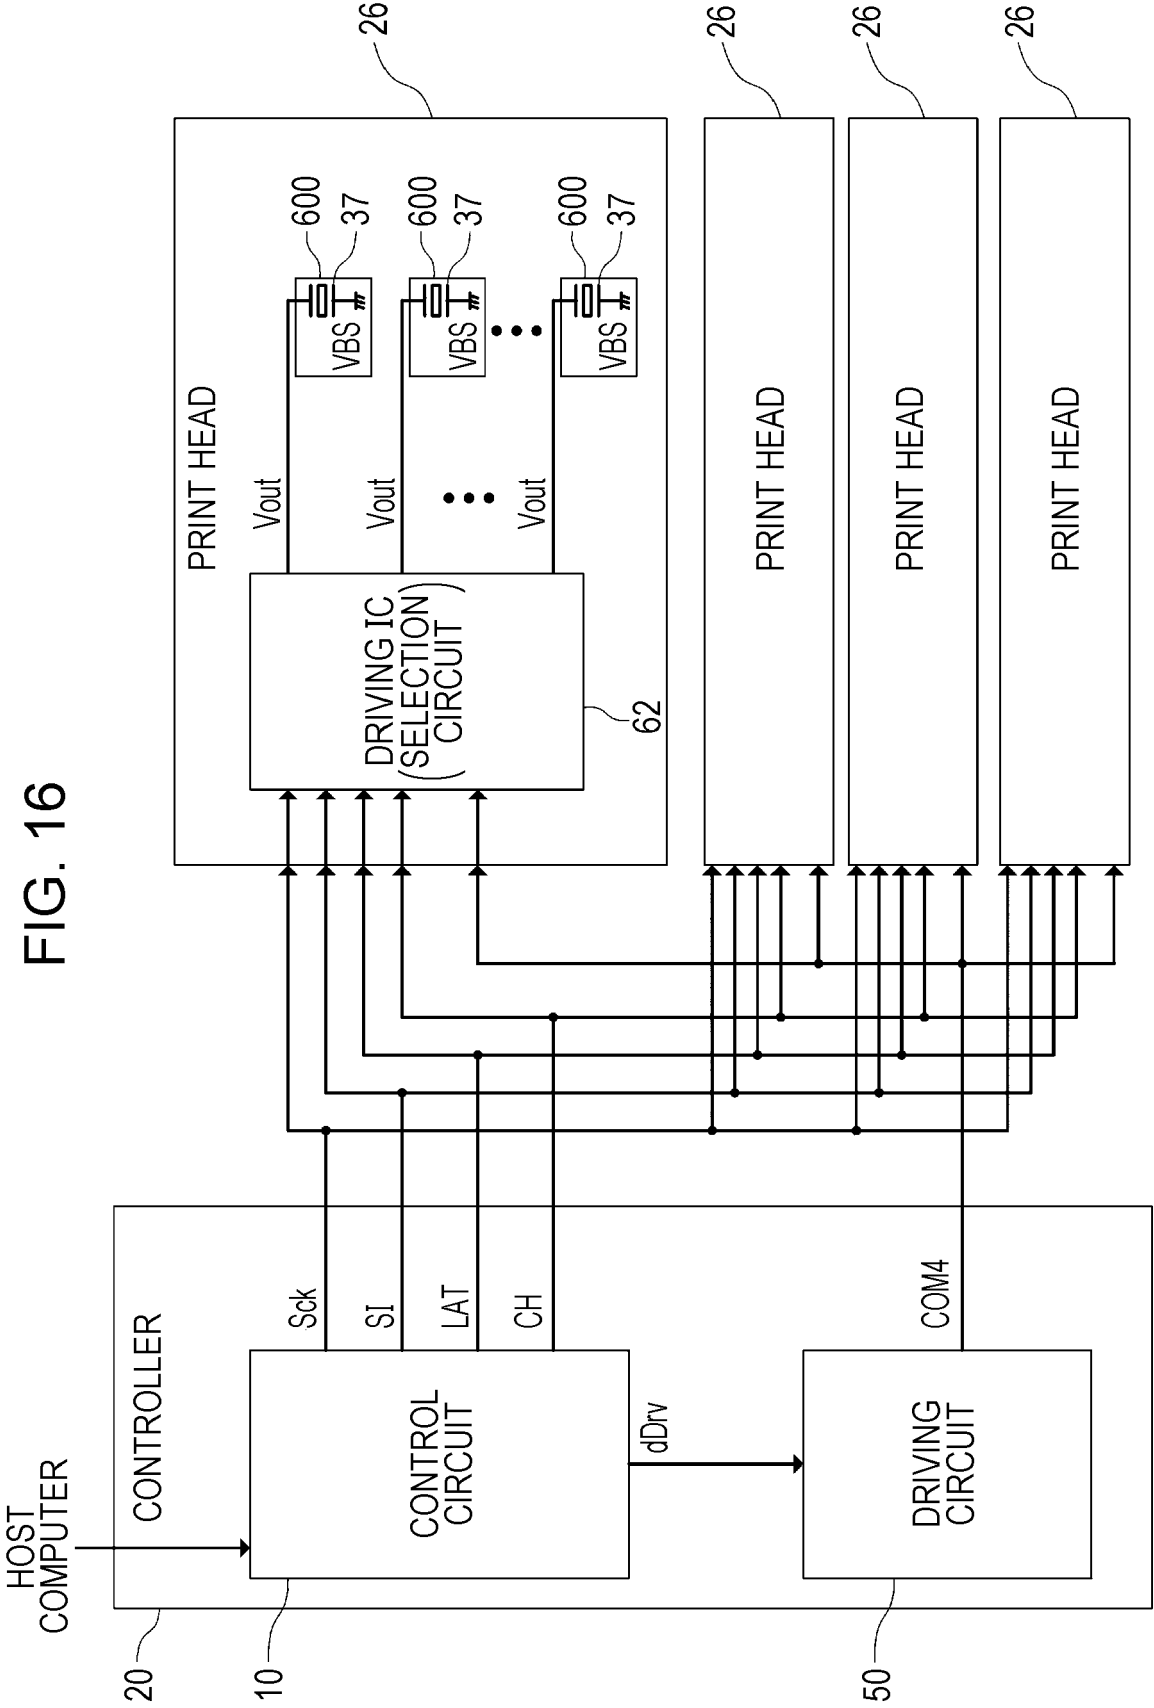 FIG. 16
HOST
COMPUTER
20
CONTROLLER
10
CONTROL
CIRCUIT
Sck
SI
LAT
CH
dDrv
50
DRIVING
CIRCUIT
COM4
26
PRINT HEAD
DRIVING IC
(SELECTION)
CIRCUIT
62
Vout
Vout
Vout
600
37
VBS
600
37
VBS
600
37
VBS
26
PRINT HEAD
26
PRINT HEAD
26
PRINT HEAD